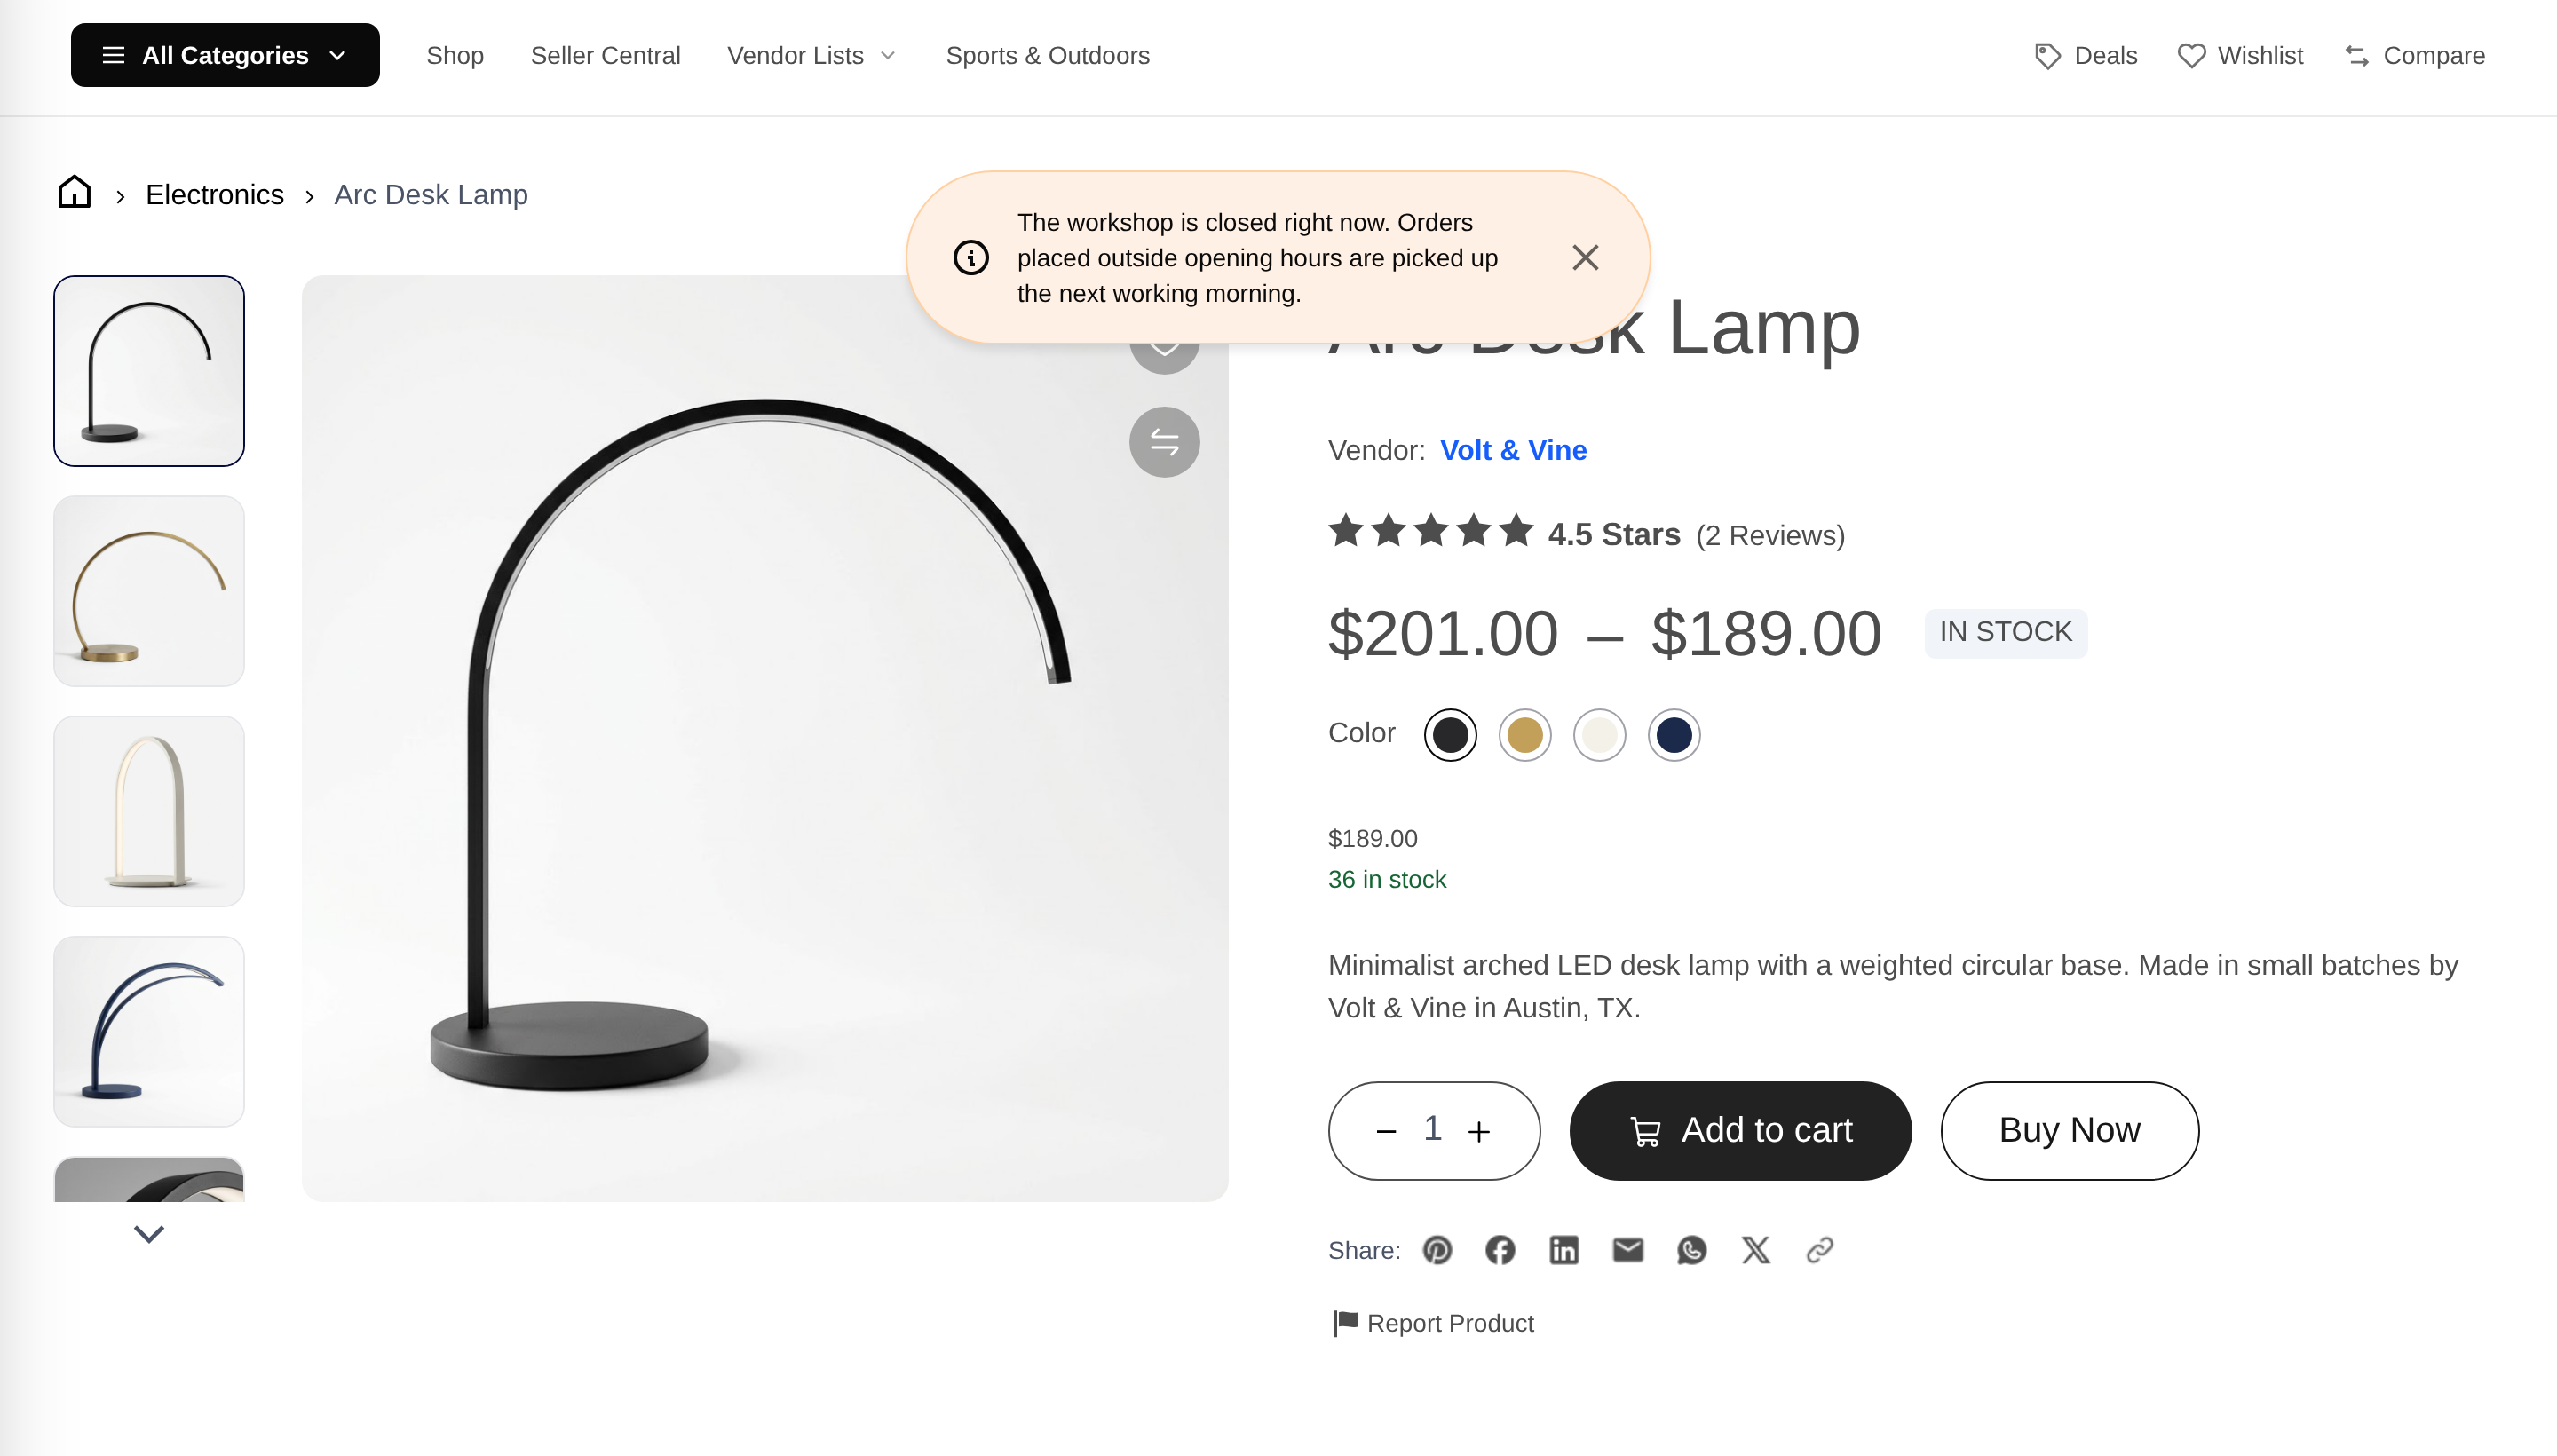 All Categories
Shop
Seller Central
Vendor Lists
Sports & Outdoors
Deals
Wishlist
Compare
Electronics
Arc Desk Lamp
The workshop is closed right now. Orders
placed outside opening hours are picked up
the next working morning.
Arc Desk Lamp
Vendor: Volt & Vine
4.5 Stars (2 Reviews)
$201.00 – $189.00 IN STOCK
Color
$189.00
36 in stock
Minimalist arched LED desk lamp with a weighted circular base. Made in small batches by
Volt & Vine in Austin, TX.
1
Add to cart
Buy Now
Share:
Report Product